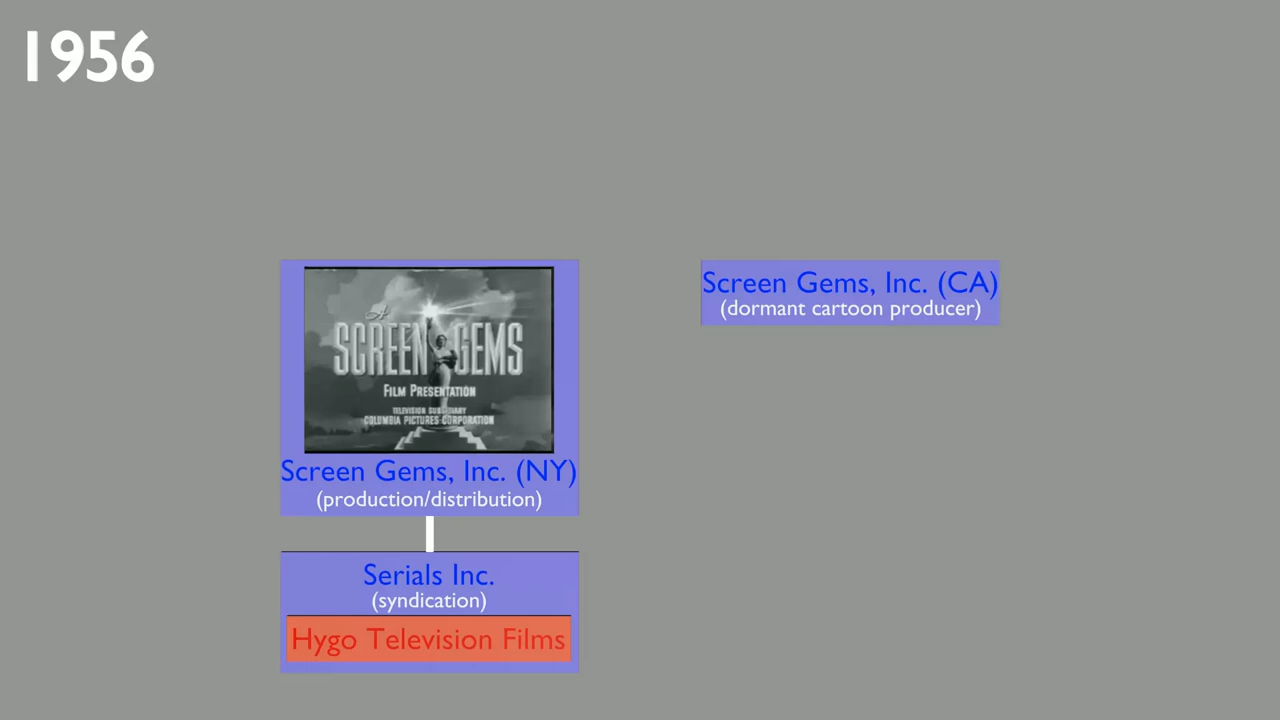 1956
A
SCREEN GEMS
FILM PRESENTATION
TELEVISION SUBSIDIARY
COLUMBIA PICTURES CORPORATION
Screen Gems, Inc. (NY)
(production/distribution)
Serials Inc.
(syndication)
Hygo Television Films
Screen Gems, Inc. (CA)
(dormant cartoon producer)